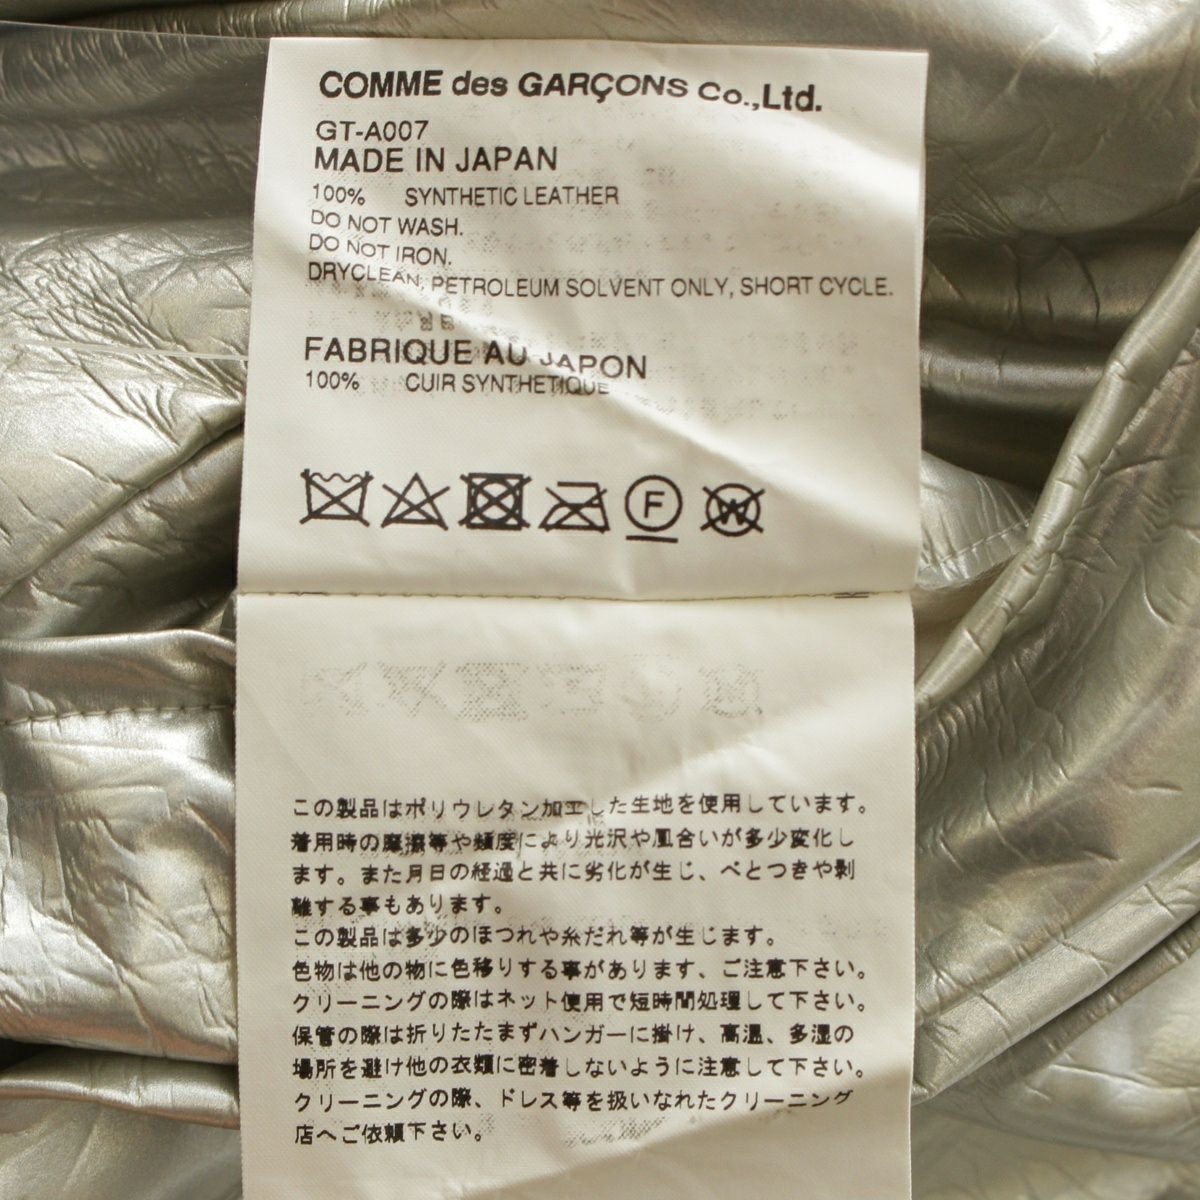 COMME des GARÇONS Co.,Ltd.
GT-A007
MADE IN JAPAN
100% SYNTHETIC LEATHER
DO NOT WASH.
DO NOT IRON.
DRYCLEAN, PETROLEUM SOLVENT ONLY, SHORT CYCLE.
FABRIQUE AU JAPON
100% CUIR SYNTHETIQUE
F W
この製品はポリウレタン加工した生地を使用しています。
着用時の摩擦等や頻度により光沢や風合いが多少変化し
ます。また月日の経過と共に劣化が生じ、べとつきや剥
離する事もあります。
この製品は多少のほつれや糸だれ等が生じます。
色物は他の物に色移りする事があります、ご注意下さい。
クリーニングの際はネット使用で短時間処理して下さい。
保管の際は折りたたまずハンガーに掛け、高温、多湿の
場所を避け他の衣類に密着しないように注意して下さい。
クリーニングの際、ドレス等を扱いなれたクリーニング
店へご依頼下さい。